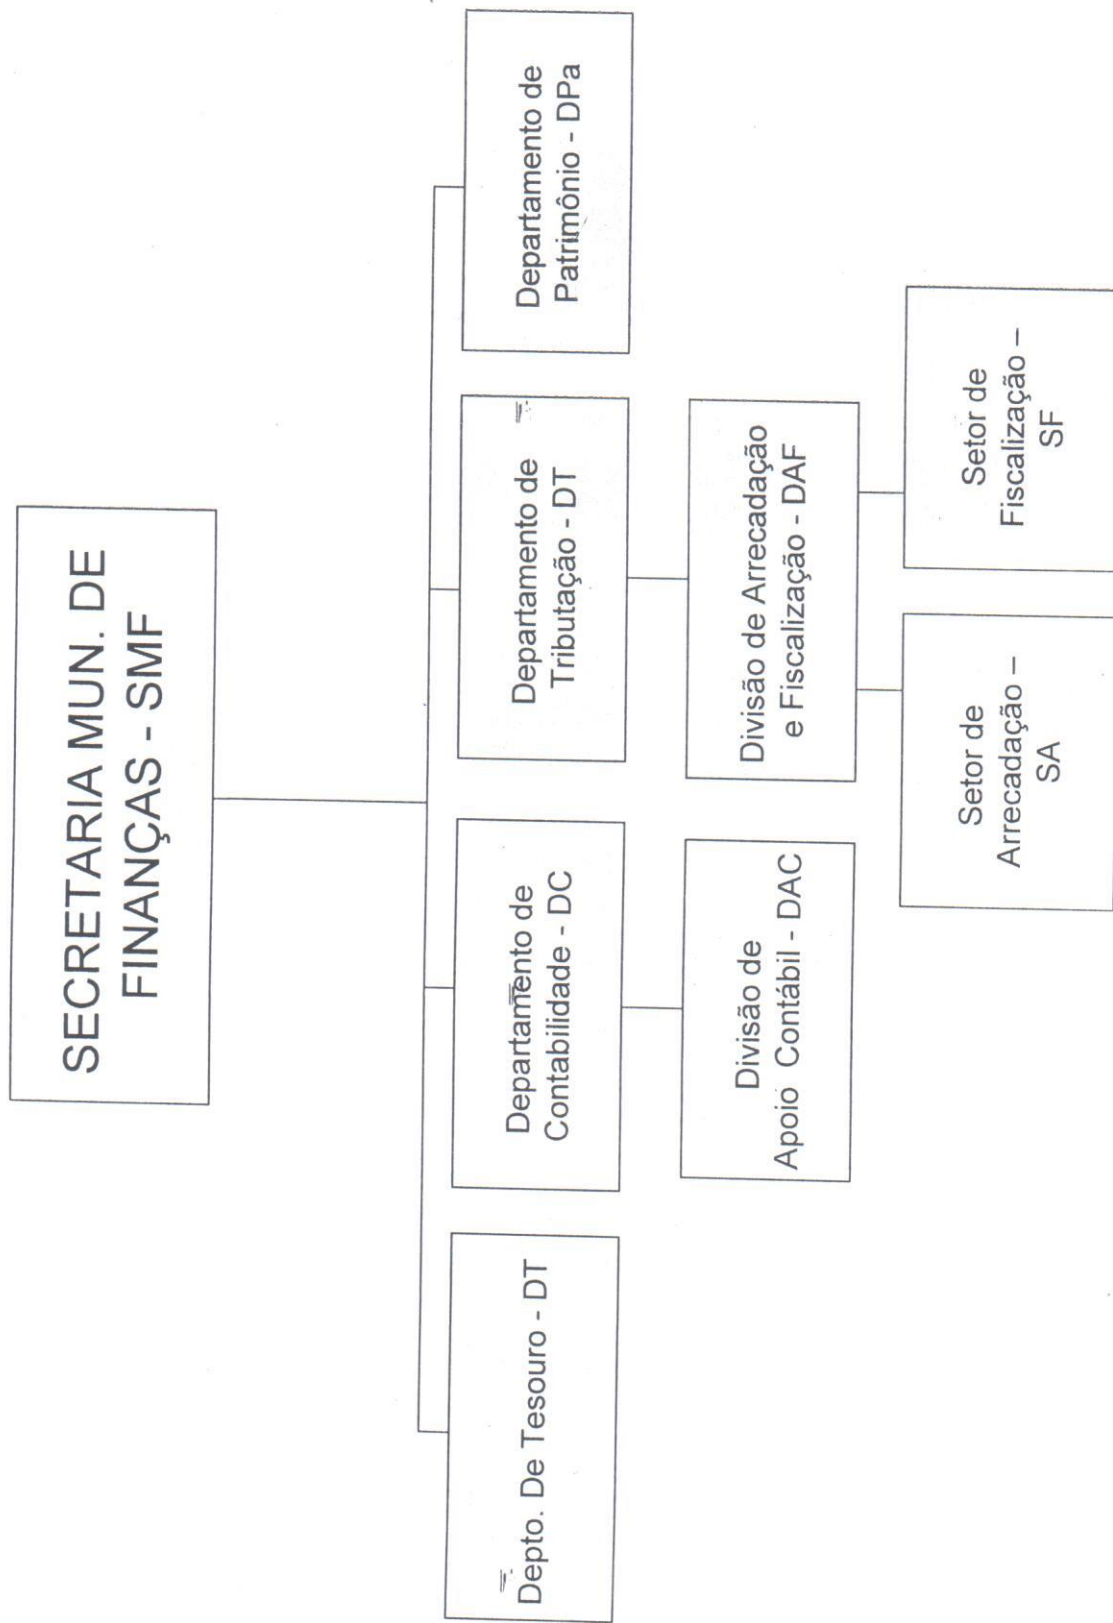 SECRETARIA MUN. DE
FINANÇAS - SMF
Depto. De Tesouro - DT
Departamento de
Contabilidade - DC
Departamento de
Tributação - DT
Departamento de
Patrimônio - DPa
Divisão de
Apoio Contábil - DAC
Divisão de Arrecadação
e Fiscalização - DAF
Setor de
Arrecadação –
SA
Setor de
Fiscalização –
SF